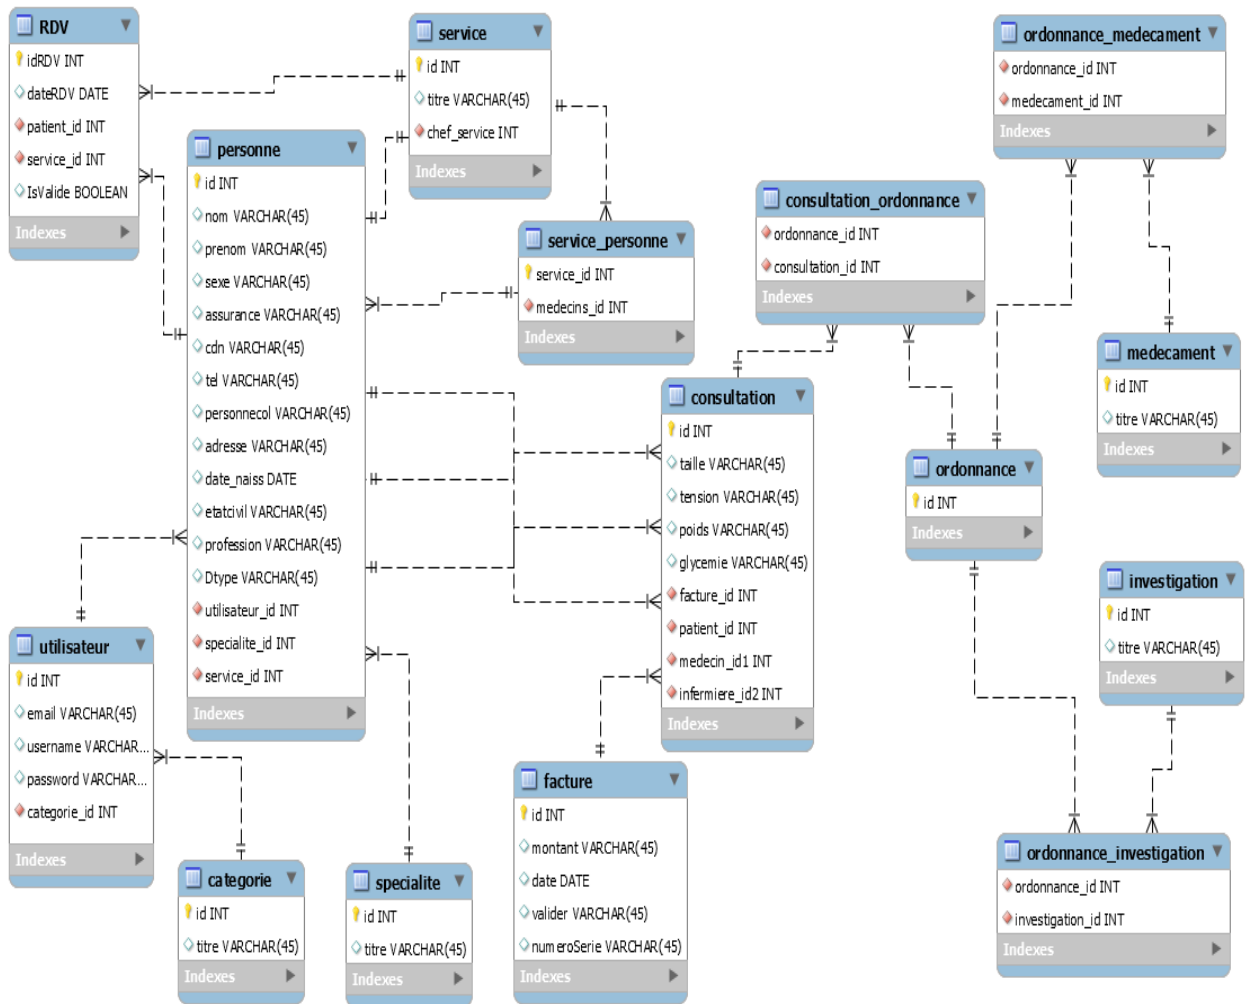 RDV
idRDV INT
dateRDV DATE
patient_id INT
service_id INT
IsValide BOOLEAN
Indexes
service
id INT
titre VARCHAR(45)
chef_service INT
Indexes
ordonnance_medecament
ordonnance_id INT
medecament_id INT
Indexes
personne
id INT
nom VARCHAR(45)
prenom VARCHAR(45)
sexe VARCHAR(45)
assurance VARCHAR(45)
cdn VARCHAR(45)
tel VARCHAR(45)
personnecol VARCHAR(45)
adresse VARCHAR(45)
date_naiss DATE
etatcivil VARCHAR(45)
profession VARCHAR(45)
Dtype VARCHAR(45)
utilisateur_id INT
specialite_id INT
service_id INT
Indexes
service_personne
service_id INT
medecins_id INT
Indexes
consultation_ordonnance
ordonnance_id INT
consultation_id INT
Indexes
medecament
id INT
titre VARCHAR(45)
Indexes
consultation
id INT
taille VARCHAR(45)
tension VARCHAR(45)
poids VARCHAR(45)
glycemie VARCHAR(45)
facture_id INT
patient_id INT
medecin_id1 INT
infermiere_id2 INT
Indexes
ordonnance
id INT
Indexes
investigation
id INT
titre VARCHAR(45)
Indexes
utilisateur
id INT
email VARCHAR(45)
username VARCHAR...
password VARCHAR...
categorie_id INT
Indexes
categorie
id INT
titre VARCHAR(45)
Indexes
specialite
id INT
titre VARCHAR(45)
Indexes
facture
id INT
montant VARCHAR(45)
date DATE
valider VARCHAR(45)
numeroSerie VARCHAR(45)
Indexes
ordonnance_investigation
ordonnance_id INT
investigation_id INT
Indexes